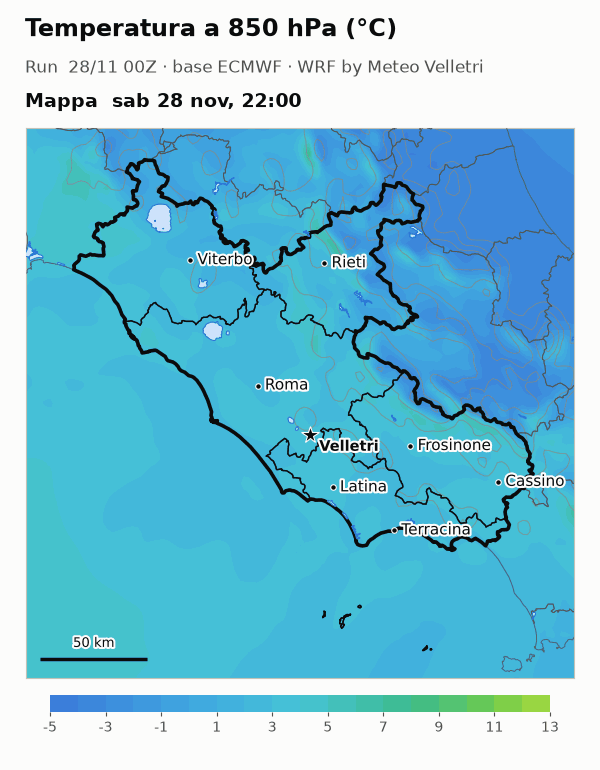 Temperatura a 850 hPa (°C)
Run  28/11 00Z · base ECMWF · WRF by Meteo Velletri
Mappa  sab 28 nov, 22:00
Viterbo
Rieti
Roma
Velletri
Frosinone
Cassino
Latina
Terracina
50 km
-5 -3 -1 1 3 5 7 9 11 13